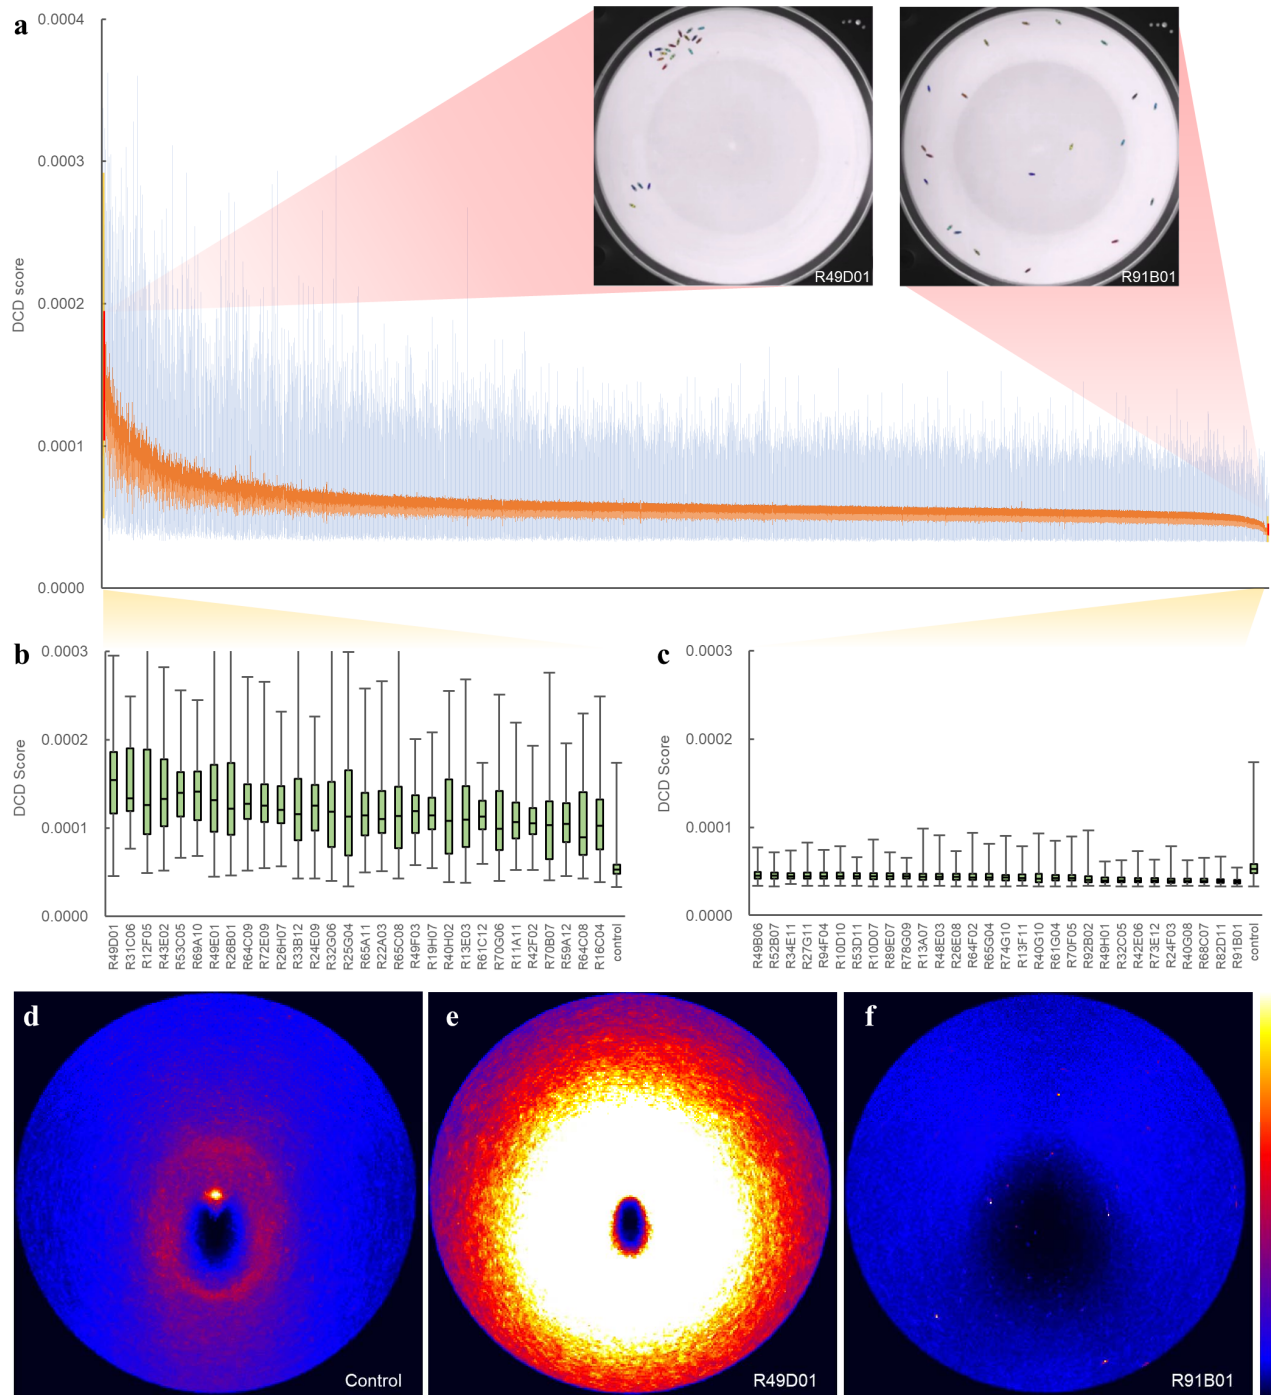 a
0.0004
0.0003
0.0002
0.0001
0.0000
DCD score
R49D01
R91B01
b
0.0003
0.0002
0.0001
0.0000
DCD Score
R49D01
R31C06
R12F05
R43E02
R53C05
R69A10
R49E01
R26B01
R64C09
R72E09
R26H07
R33B12
R24E09
R32G06
R25G04
R65A11
R22A03
R65C08
R49F03
R19H07
R40H02
R13E03
R61C12
R70G06
R11A11
R42F02
R70B07
R59A12
R64C08
R16C04
control
c
0.0003
0.0002
0.0001
0.0000
DCD Score
R49B06
R52B07
R34E11
R27G11
R94F04
R10D10
R53D11
R10D07
R89E07
R78G09
R13A07
R48E03
R26E08
R64F02
R65G04
R74G10
R13F11
R40G10
R61G04
R70F05
R92B02
R49H01
R32C05
R42E06
R73E12
R24F03
R40G08
R68C07
R82D11
R91B01
control
d
Control
e
R49D01
f
R91B01